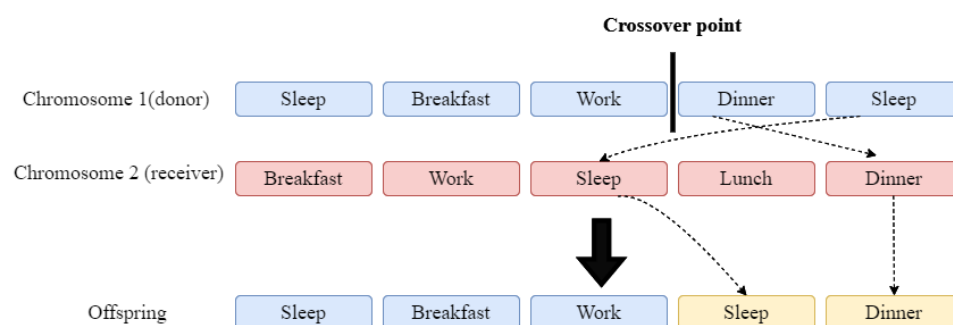 Crossover point
Chromosome 1(donor) Sleep Breakfast Work Dinner Sleep
Chromosome 2 (receiver) Breakfast Work Sleep Lunch Dinner
Offspring Sleep Breakfast Work Sleep Dinner